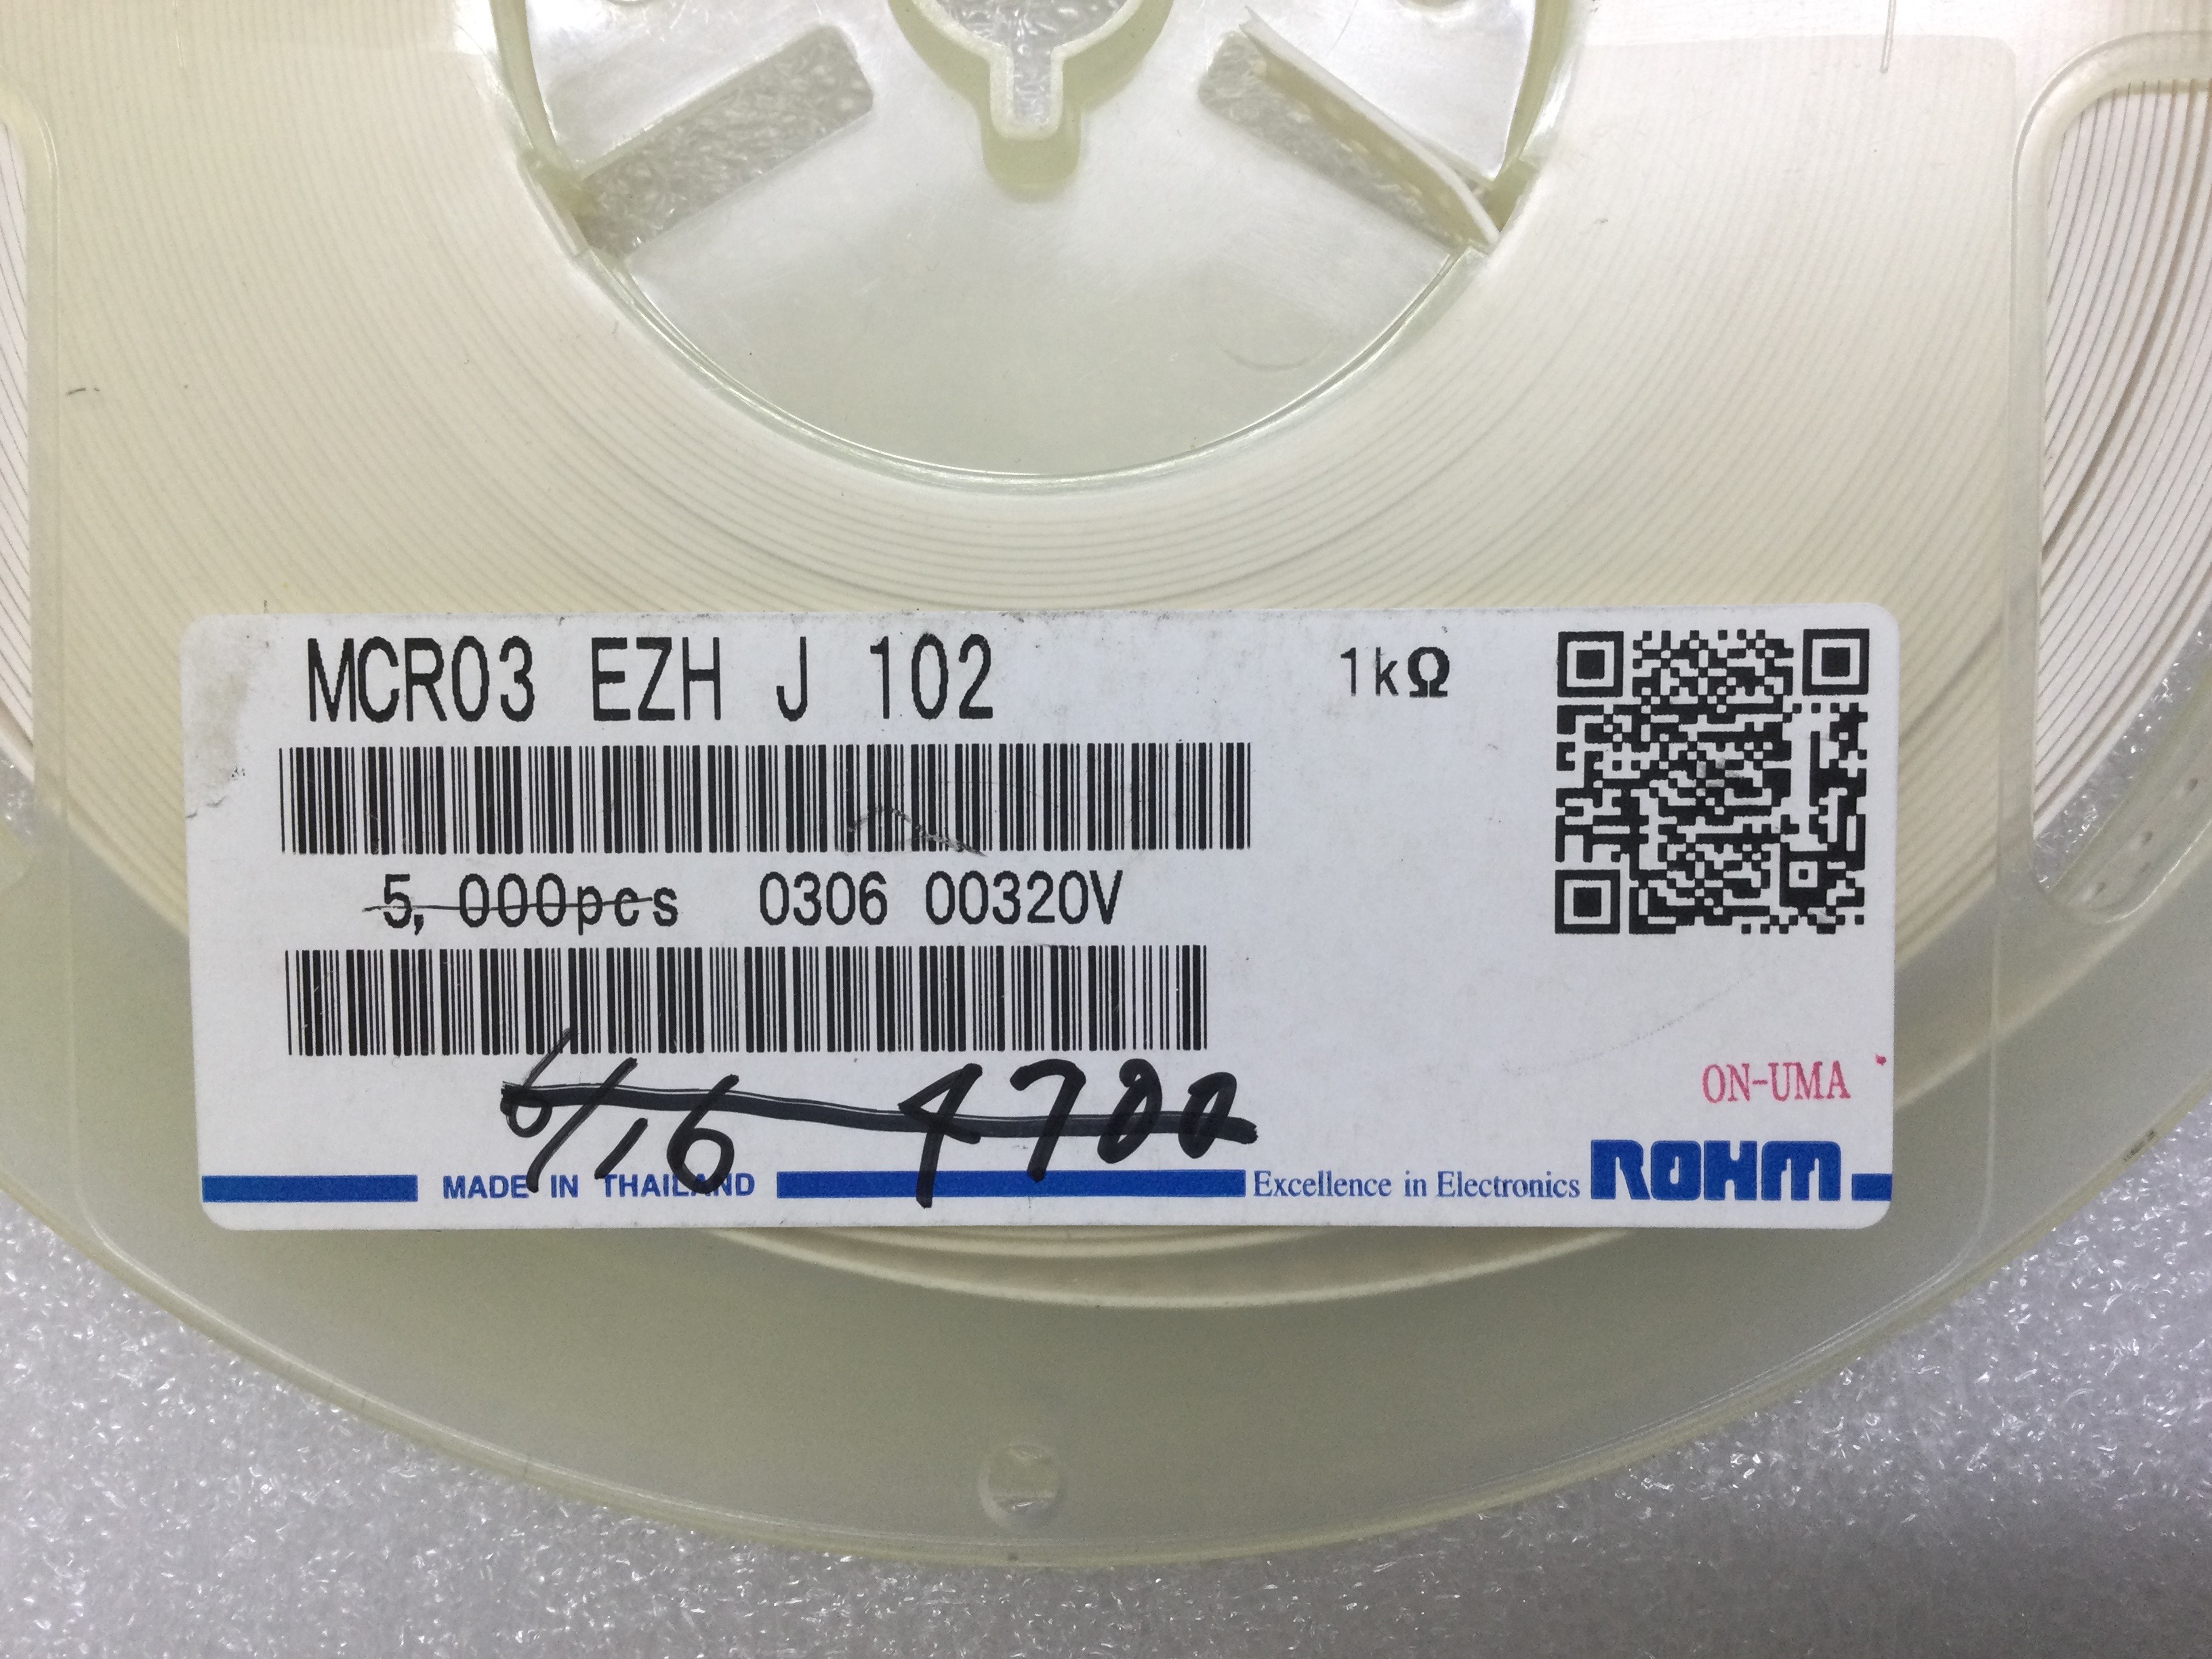 MCR03 EZH J 102 1kΩ
5,000pcs 0306 00320V
6/16 4700
ON-UMA
MADE IN THAILAND Excellence in Electronics ROHM